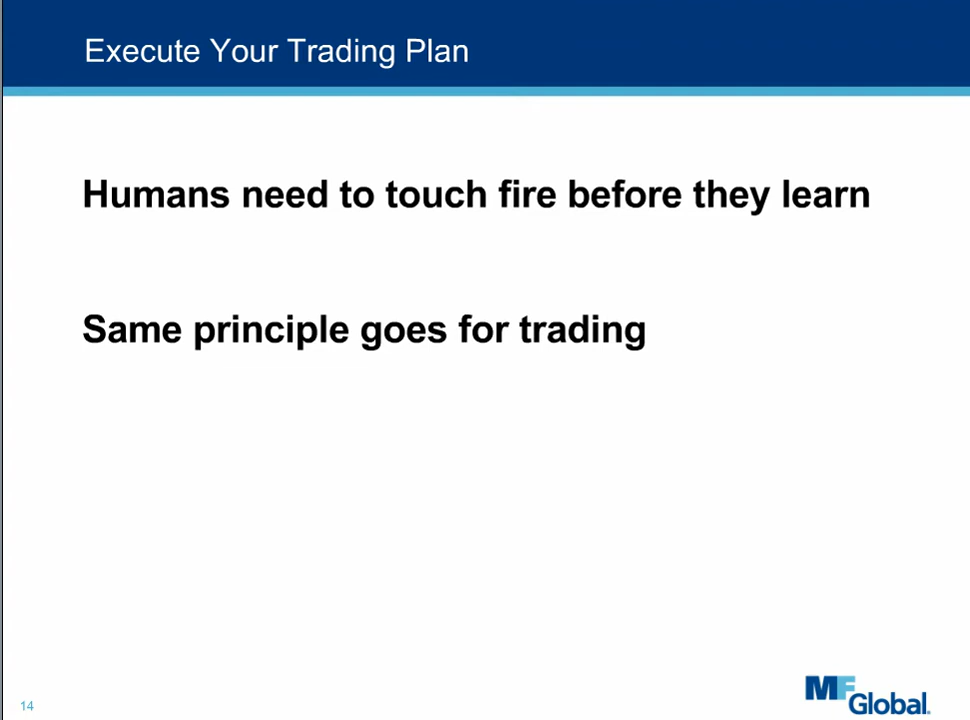 Execute Your Trading Plan
Humans need to touch fire before they learn
Same principle goes for trading
14
MF
Global.